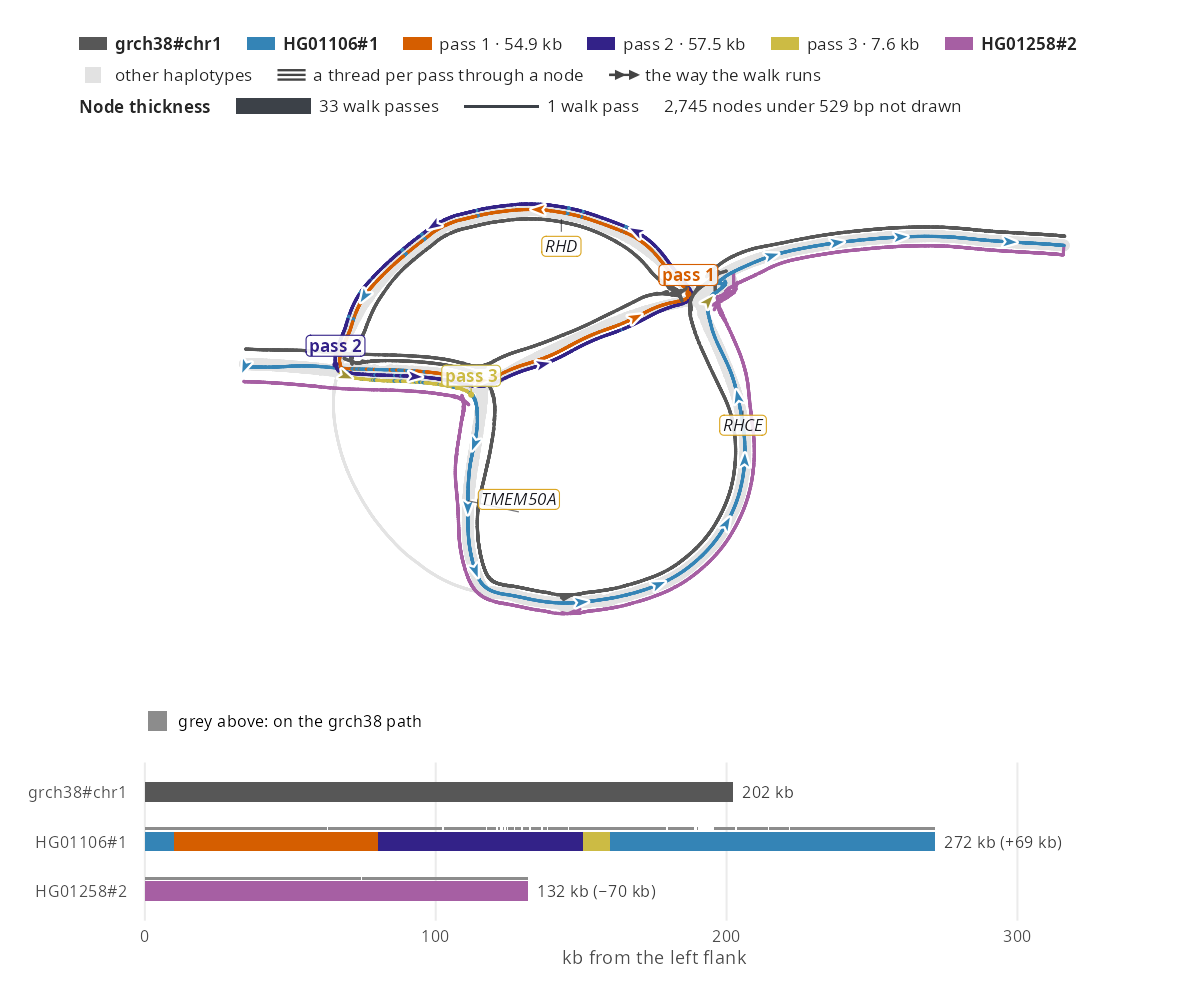 grch38#chr1 HG01106#1 pass 1 · 54.9 kb pass 2 · 57.5 kb pass 3 · 7.6 kb HG01258#2
other haplotypes a thread per pass through a node the way the walk runs
Node thickness 33 walk passes 1 walk pass 2,745 nodes under 529 bp not drawn
RHD
pass 1
pass 2
pass 3
RHCE
TMEM50A
grey above: on the grch38 path
grch38#chr1 202 kb
HG01106#1 272 kb (+69 kb)
HG01258#2 132 kb (−70 kb)
0 100 200 300
kb from the left flank